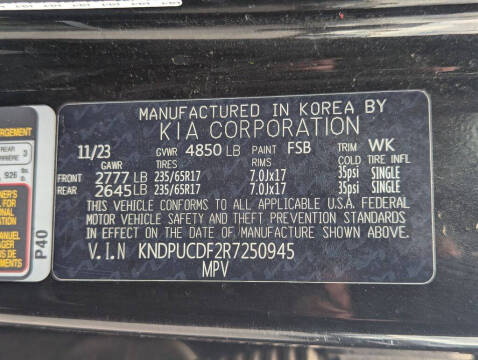 MANUFACTURED IN KOREA BY
KIA CORPORATION
11/23 GVWR 4850 LB PAINT FSB TRIM WK
GAWR TIRES RIMS COLD TIRE INFL
FRONT 2777 LB 235/65R17 7.0Jx17 35psi SINGLE
REAR 2645 LB 235/65R17 7.0Jx17 35psi SINGLE
THIS VEHICLE CONFORMS TO ALL APPLICABLE U.S.A. FEDERAL
MOTOR VEHICLE SAFETY AND THEFT PREVENTION STANDARDS
IN EFFECT ON THE DATE OF MANUFACTURE SHOWN ABOVE.
V.I.N KNDPUCDF2R7250945
MPV
REAR
926
P40